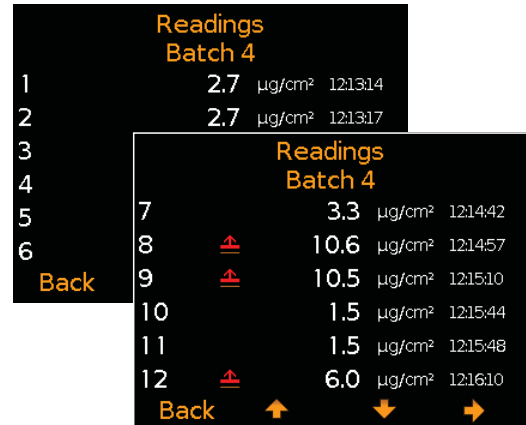 Readings
Batch 4
1 2.7 µg/cm² 12:13:14
2 2.7 µg/cm² 12:13:17
3
4
5
6
Back
Readings
Batch 4
7 3.3 µg/cm² 12:14:42
8 10.6 µg/cm² 12:14:57
9 10.5 µg/cm² 12:15:10
10 1.5 µg/cm² 12:15:44
11 1.5 µg/cm² 12:15:48
12 6.0 µg/cm² 12:16:10
Back